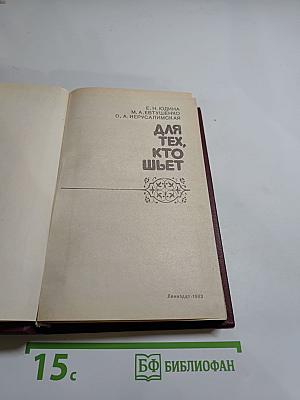 Е. Н. ЮДИНА
М. А. ЕВТУШЕНКО
О. А. ИЕРУСАЛИМСКАЯ
ДЛЯ
ТЕХ,
КТО
ШЬЕТ
Лениздат·1983
15с
БФ БИБЛИОФАН